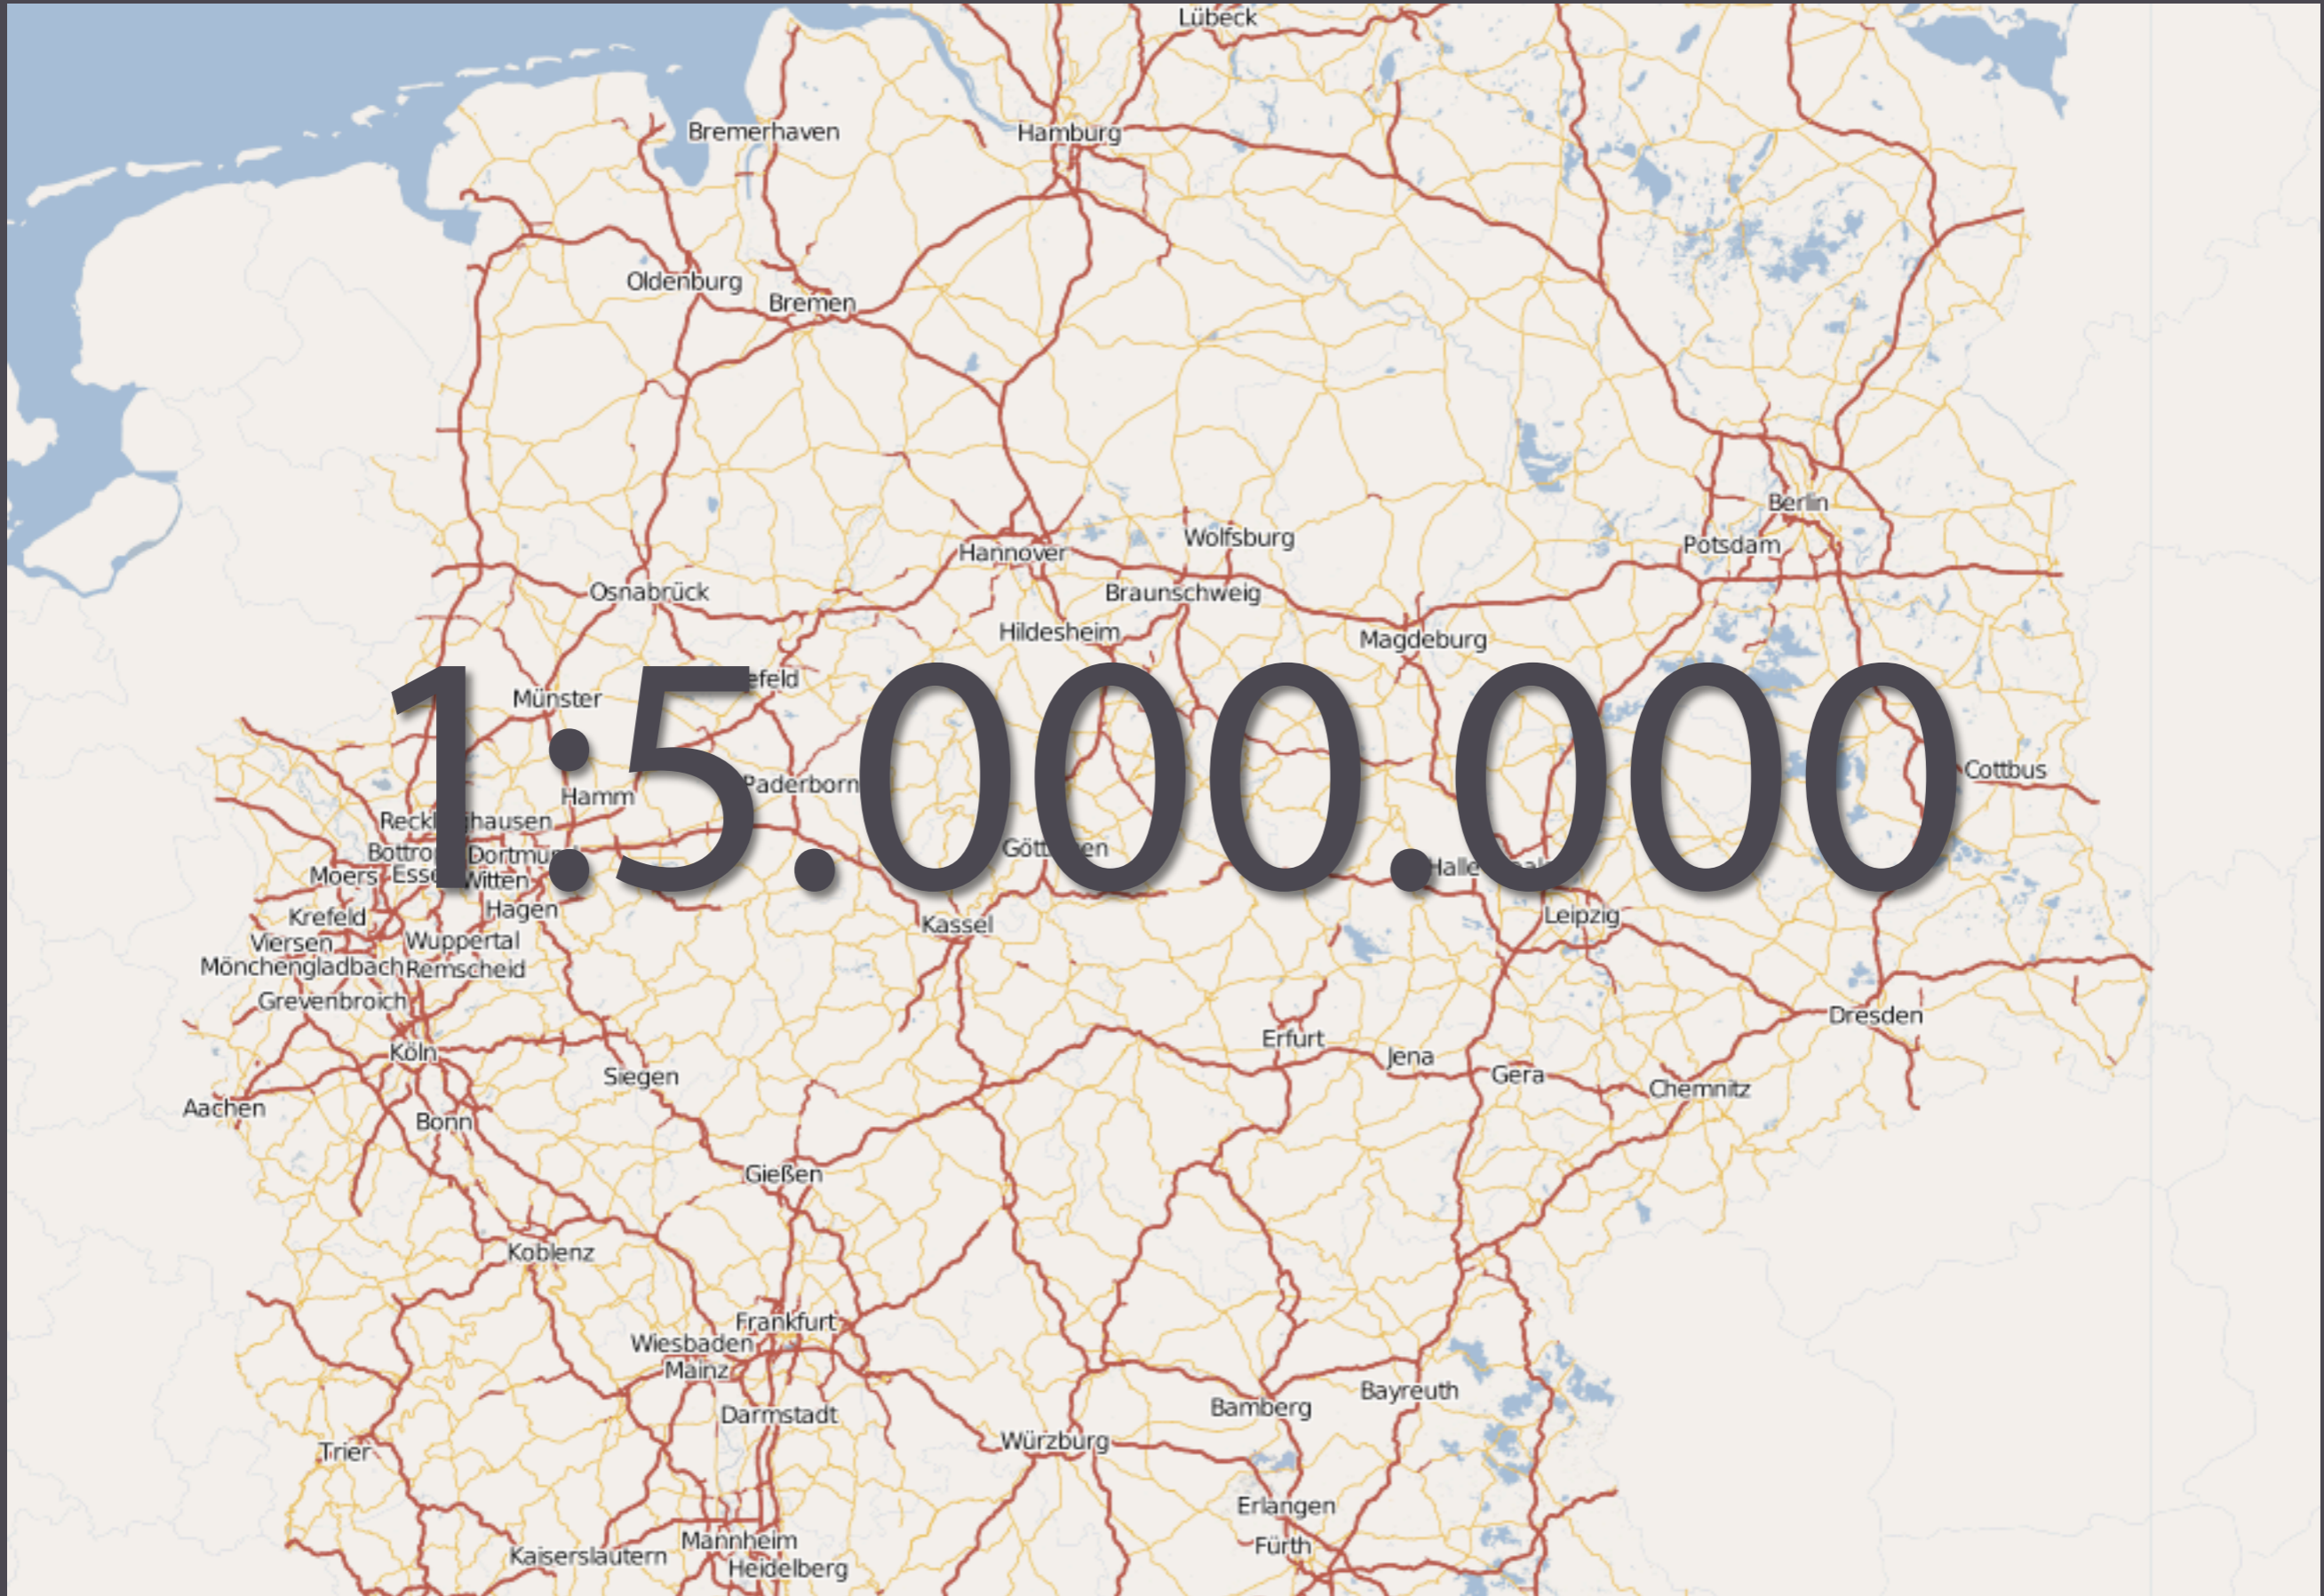 Lübeck
Bremerhaven
Hamburg
Oldenburg
Bremen
Berlin
Wolfsburg
Potsdam
Hannover
Osnabrück
Braunschweig
Hildesheim
Magdeburg
Münster
1:5.000.000
Cottbus
Paderborn
Hamm
Moers
Witten
Hagen
Krefeld
Leipzig
Kassel
Viersen
Wuppertal
Mönchengladbach
Remscheid
Grevenbroich
Dresden
Erfurt
Köln
Jena
Siegen
Gera
Chemnitz
Aachen
Bonn
Gießen
Koblenz
Frankfurt
Wiesbaden
Mainz
Bayreuth
Bamberg
Darmstadt
Würzburg
Trier
Erlangen
Mannheim
Fürth
Kaiserslautern
Heidelberg